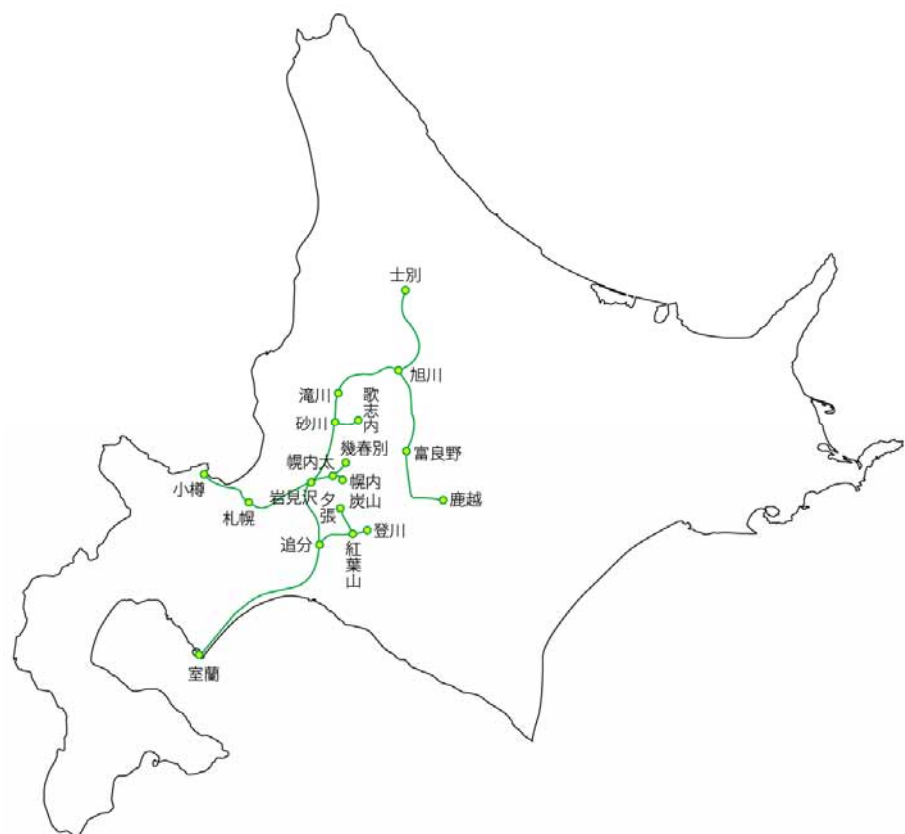 士別
旭川
滝川
歌志内
砂川
幾春別
富良野
幌内太
幌内
小樽
岩見沢
夕張
炭山
鹿越
札幌
登川
追分
紅葉山
室蘭